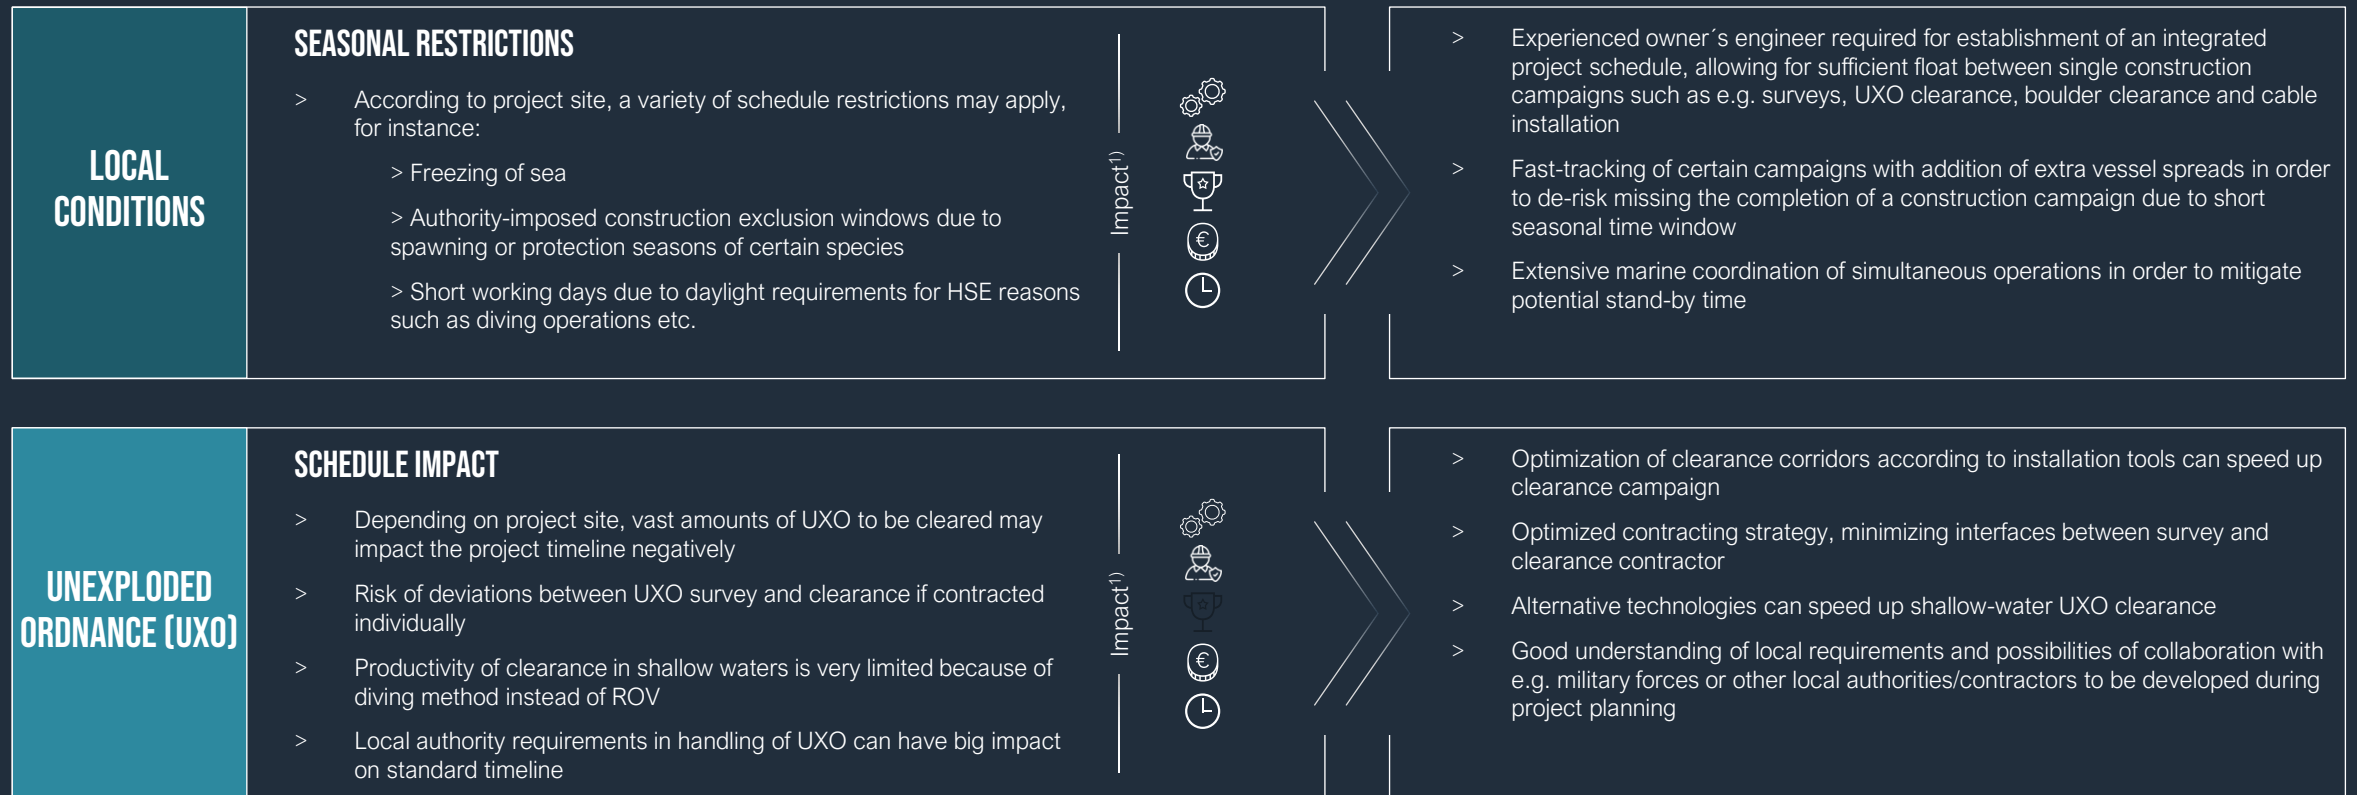 LOCAL
CONDITIONS
SEASONAL RESTRICTIONS
> According to project site, a variety of schedule restrictions may apply,
for instance:
> Freezing of sea
> Authority-imposed construction exclusion windows due to
spawning or protection seasons of certain species
> Short working days due to daylight requirements for HSE reasons
such as diving operations etc.
Impact1)
> Experienced owner´s engineer required for establishment of an integrated
project schedule, allowing for sufficient float between single construction
campaigns such as e.g. surveys, UXO clearance, boulder clearance and cable
installation
> Fast-tracking of certain campaigns with addition of extra vessel spreads in order
to de-risk missing the completion of a construction campaign due to short
seasonal time window
> Extensive marine coordination of simultaneous operations in order to mitigate
potential stand-by time
UNEXPLODED
ORDNANCE (UXO)
SCHEDULE IMPACT
> Depending on project site, vast amounts of UXO to be cleared may
impact the project timeline negatively
> Risk of deviations between UXO survey and clearance if contracted
individually
> Productivity of clearance in shallow waters is very limited because of
diving method instead of ROV
> Local authority requirements in handling of UXO can have big impact
on standard timeline
Impact1)
> Optimization of clearance corridors according to installation tools can speed up
clearance campaign
> Optimized contracting strategy, minimizing interfaces between survey and
clearance contractor
> Alternative technologies can speed up shallow-water UXO clearance
> Good understanding of local requirements and possibilities of collaboration with
e.g. military forces or other local authorities/contractors to be developed during
project planning